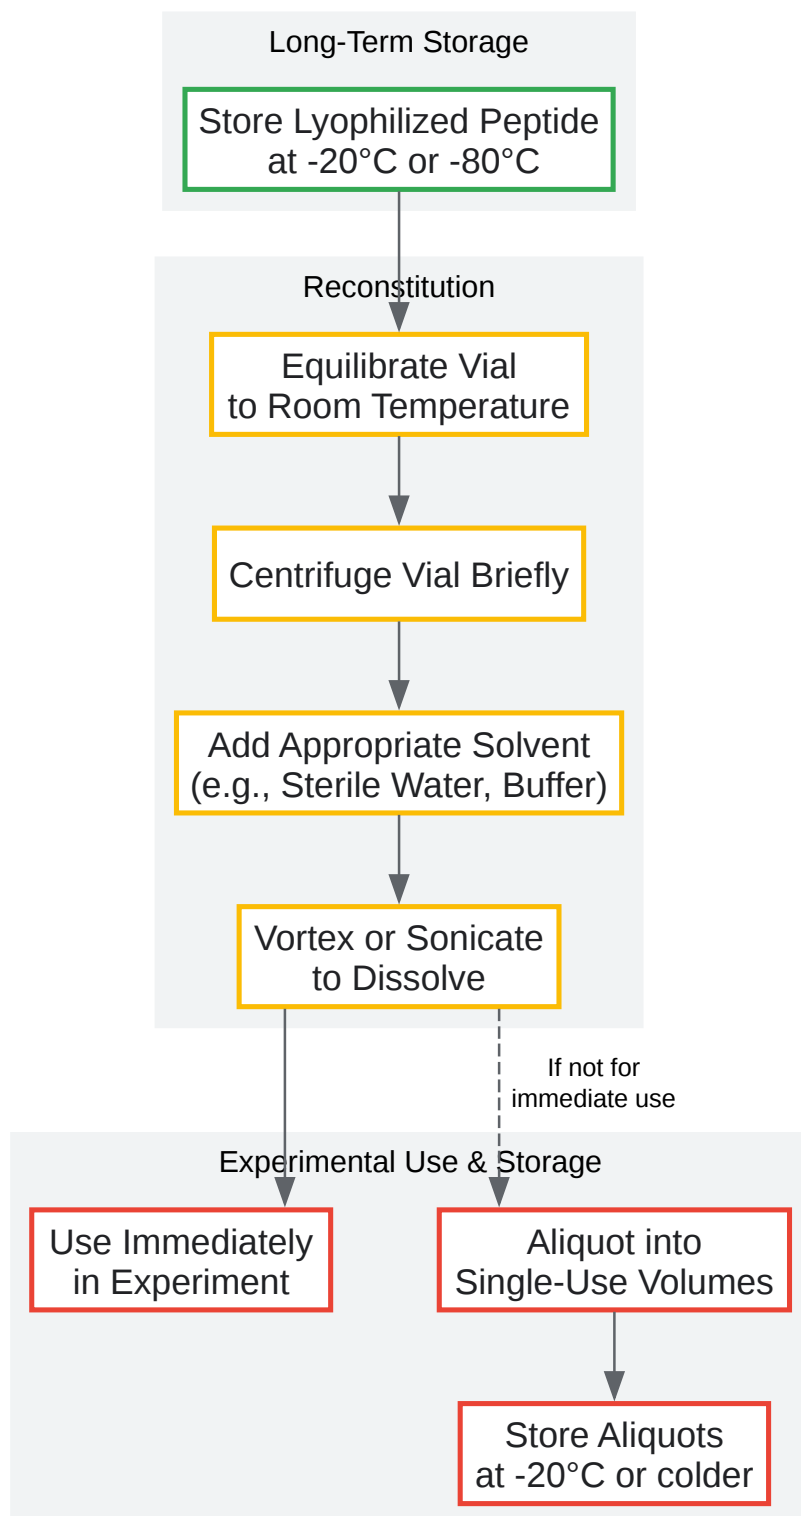 Long-Term Storage
Store Lyophilized Peptide
at -20°C or -80°C
Reconstitution
Equilibrate Vial
to Room Temperature
Centrifuge Vial Briefly
Add Appropriate Solvent
(e.g., Sterile Water, Buffer)
Vortex or Sonicate
to Dissolve
If not for
immediate use
Experimental Use & Storage
Use Immediately
in Experiment
Aliquot into
Single-Use Volumes
Store Aliquots
at -20°C or colder